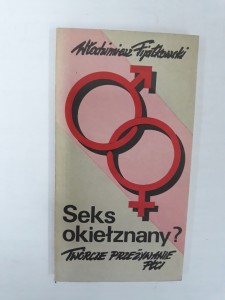 Włodzimierz Fijałkowski
Seks
okiełznany?
TWÓRCZE PRZEŻYWANIE
PŁCI